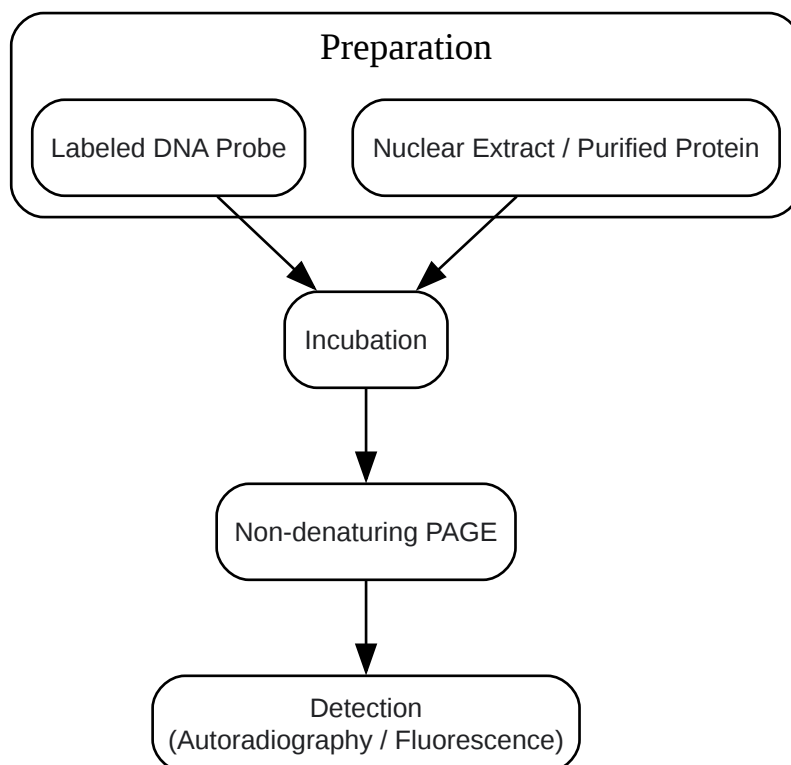 Preparation
Labeled DNA Probe
Nuclear Extract / Purified Protein
Incubation
Non-denaturing PAGE
Detection
(Autoradiography / Fluorescence)